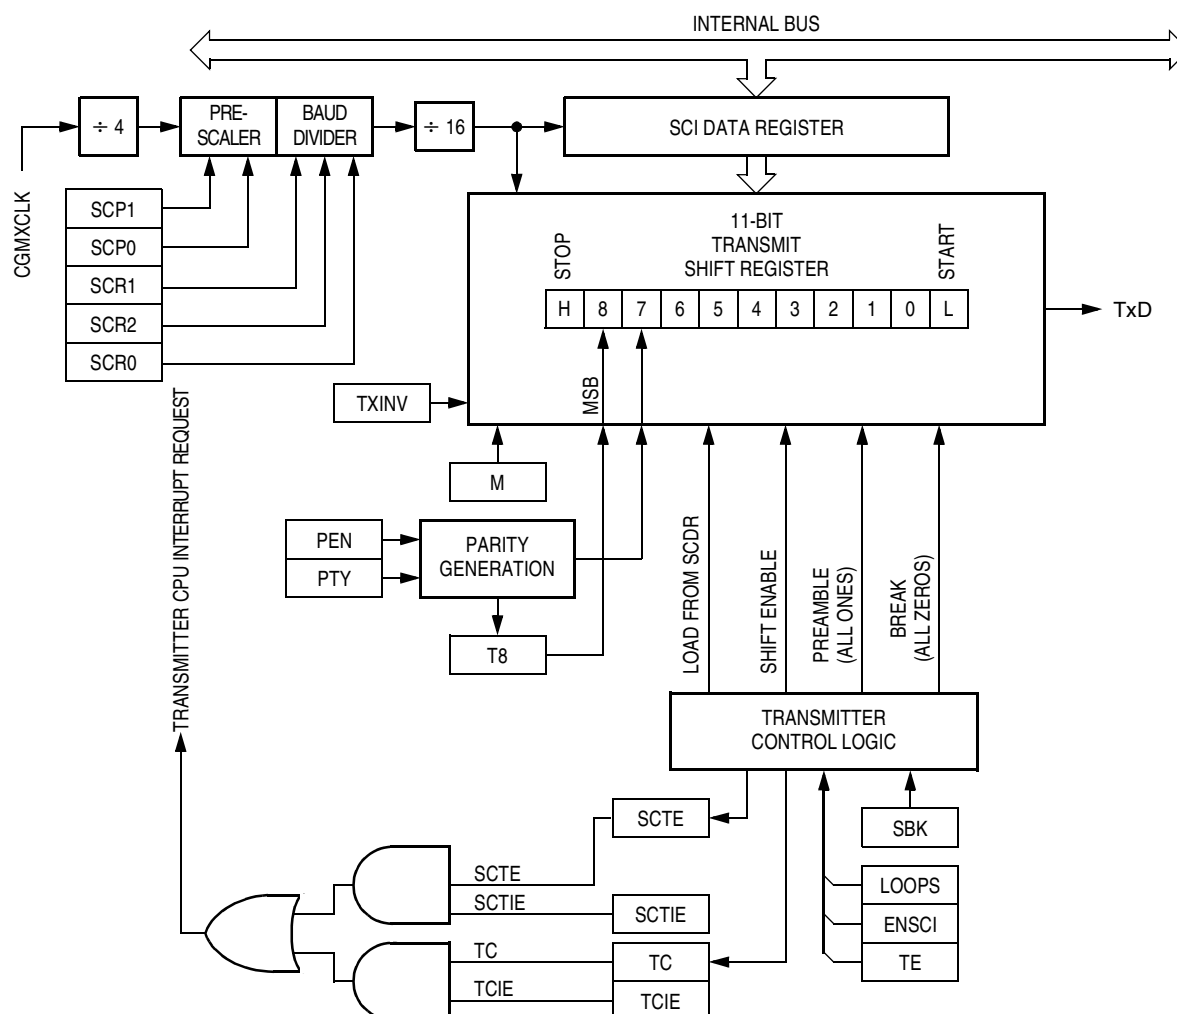 INTERNAL BUS
÷ 4
PRE-
SCALER
BAUD
DIVIDER
÷ 16
SCI DATA REGISTER
CGMXCLK
SCP1
SCP0
SCR1
SCR2
SCR0
11-BIT
TRANSMIT
SHIFT REGISTER
STOP
START
H 8 7 6 5 4 3 2 1 0 L
TxD
MSB
TXINV
M
PEN
PTY
PARITY
GENERATION
T8
TRANSMITTER CPU INTERRUPT REQUEST
LOAD FROM SCDR
SHIFT ENABLE
PREAMBLE
(ALL ONES)
BREAK
(ALL ZEROS)
TRANSMITTER
CONTROL LOGIC
SCTE
SBK
SCTE
SCTIE
SCTIE
LOOPS
ENSCI
TE
TC
TC
TCIE
TCIE